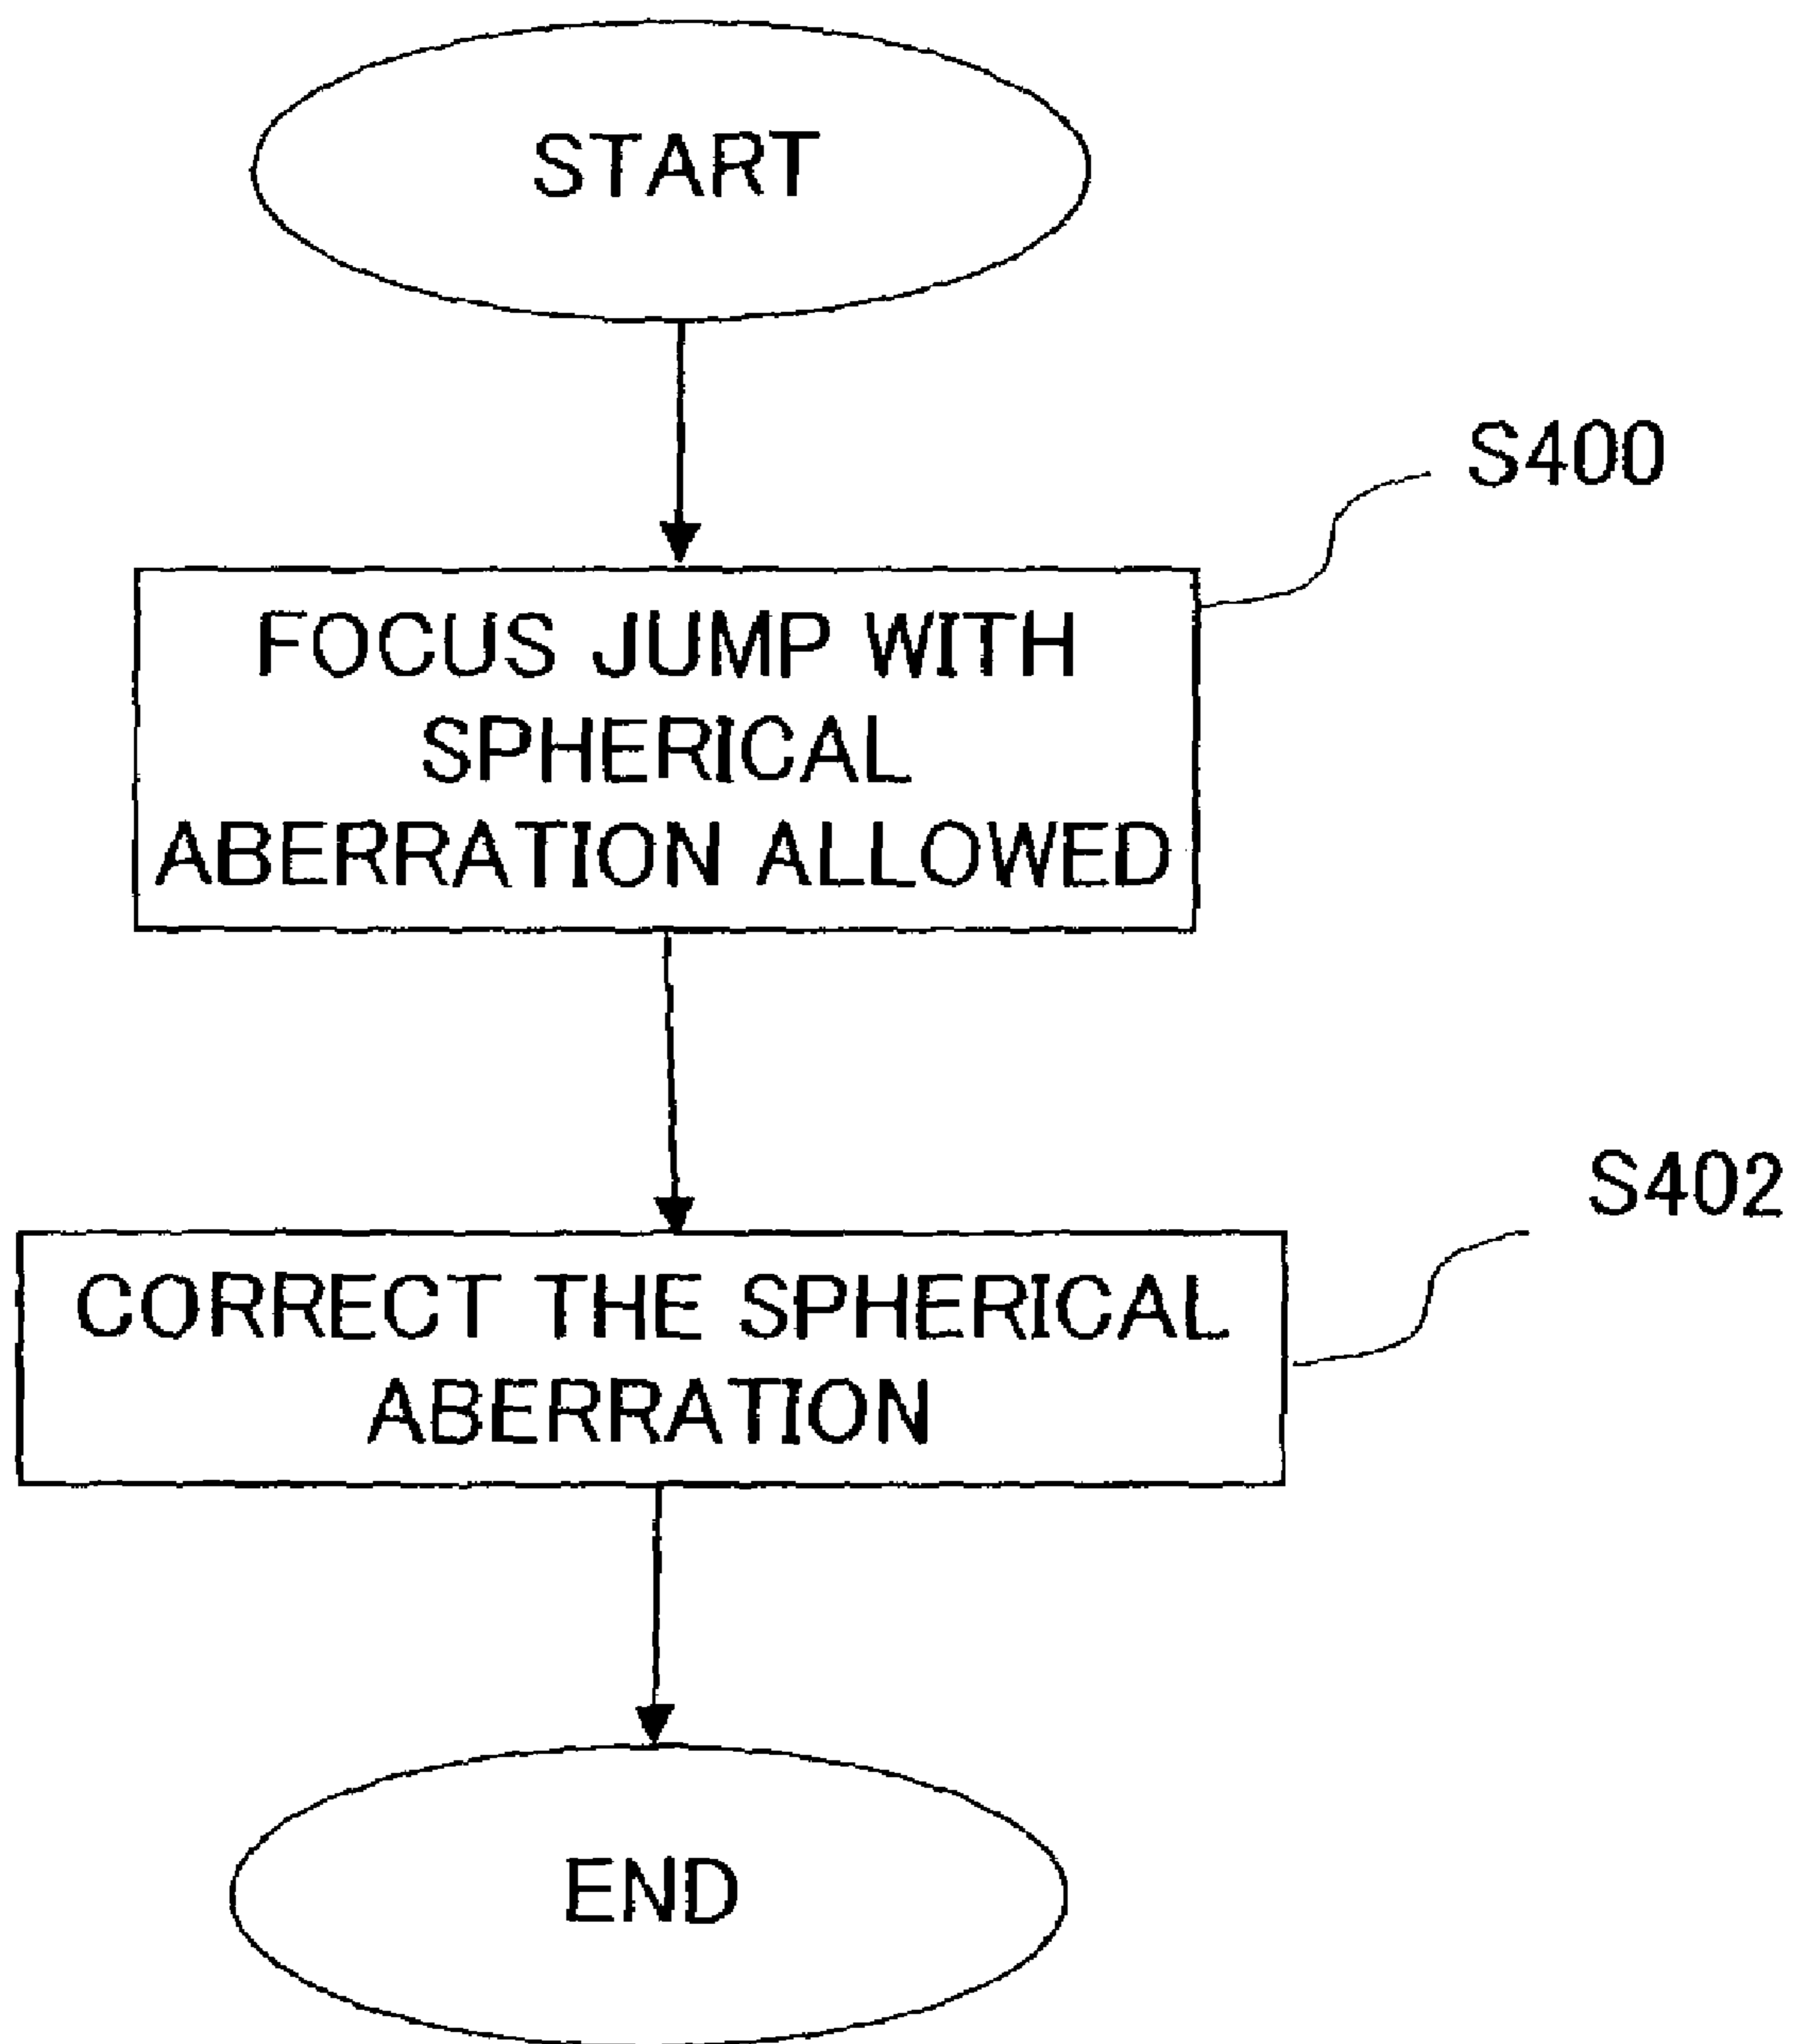 START
S400
FOCUS JUMP WITH
SPHERICAL
ABERRATION ALLOWED
S402
CORRECT THE SPHERICAL
ABERRATION
END